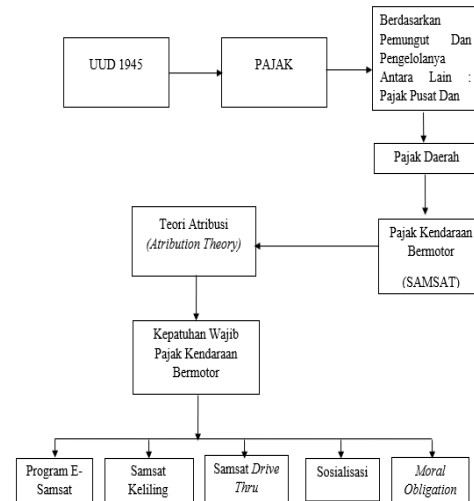 UUD 1945
PAJAK
Berdasarkan
Pemungut Dan
Pengelolanya
Antara Lain :
Pajak Pusat Dan
Pajak Daerah
Pajak Kendaraan
Bermotor
(SAMSAT)
Teori Atribusi
(Atribution Theory)
Kepatuhan Wajib
Pajak Kendaraan
Bermotor
Program E-
Samsat
Samsat
Keliling
Samsat Drive
Thru
Sosialisasi
Moral
Obligation